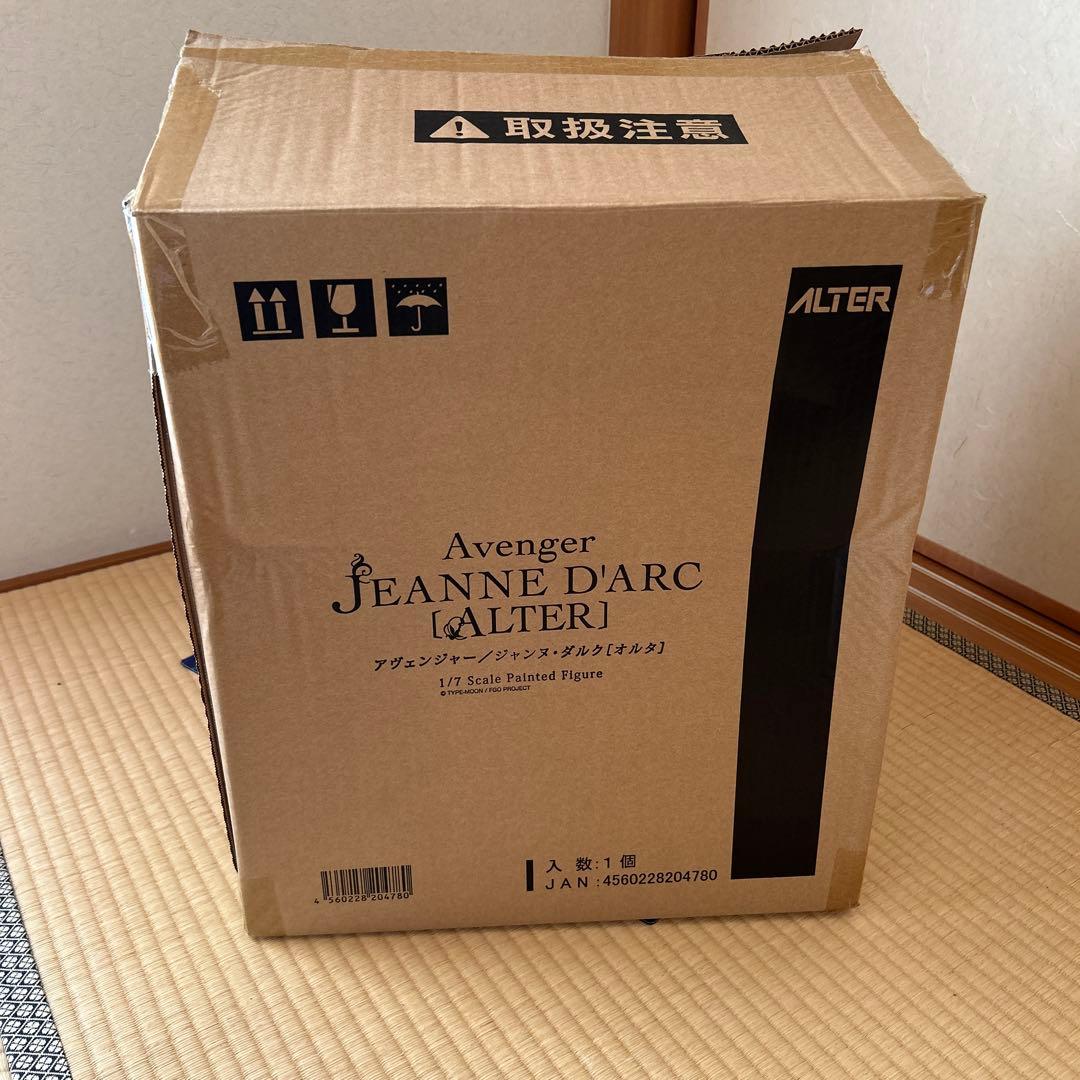 取扱注意
ALTER
Avenger
JEANNE D'ARC
[ALTER]
アヴェンジャー／ジャンヌ・ダルク[オルタ]
1/7 Scale Painted Figure
© TYPE-MOON / FGO PROJECT
入 数:1個
JAN:4560228204780
4 560228 204780